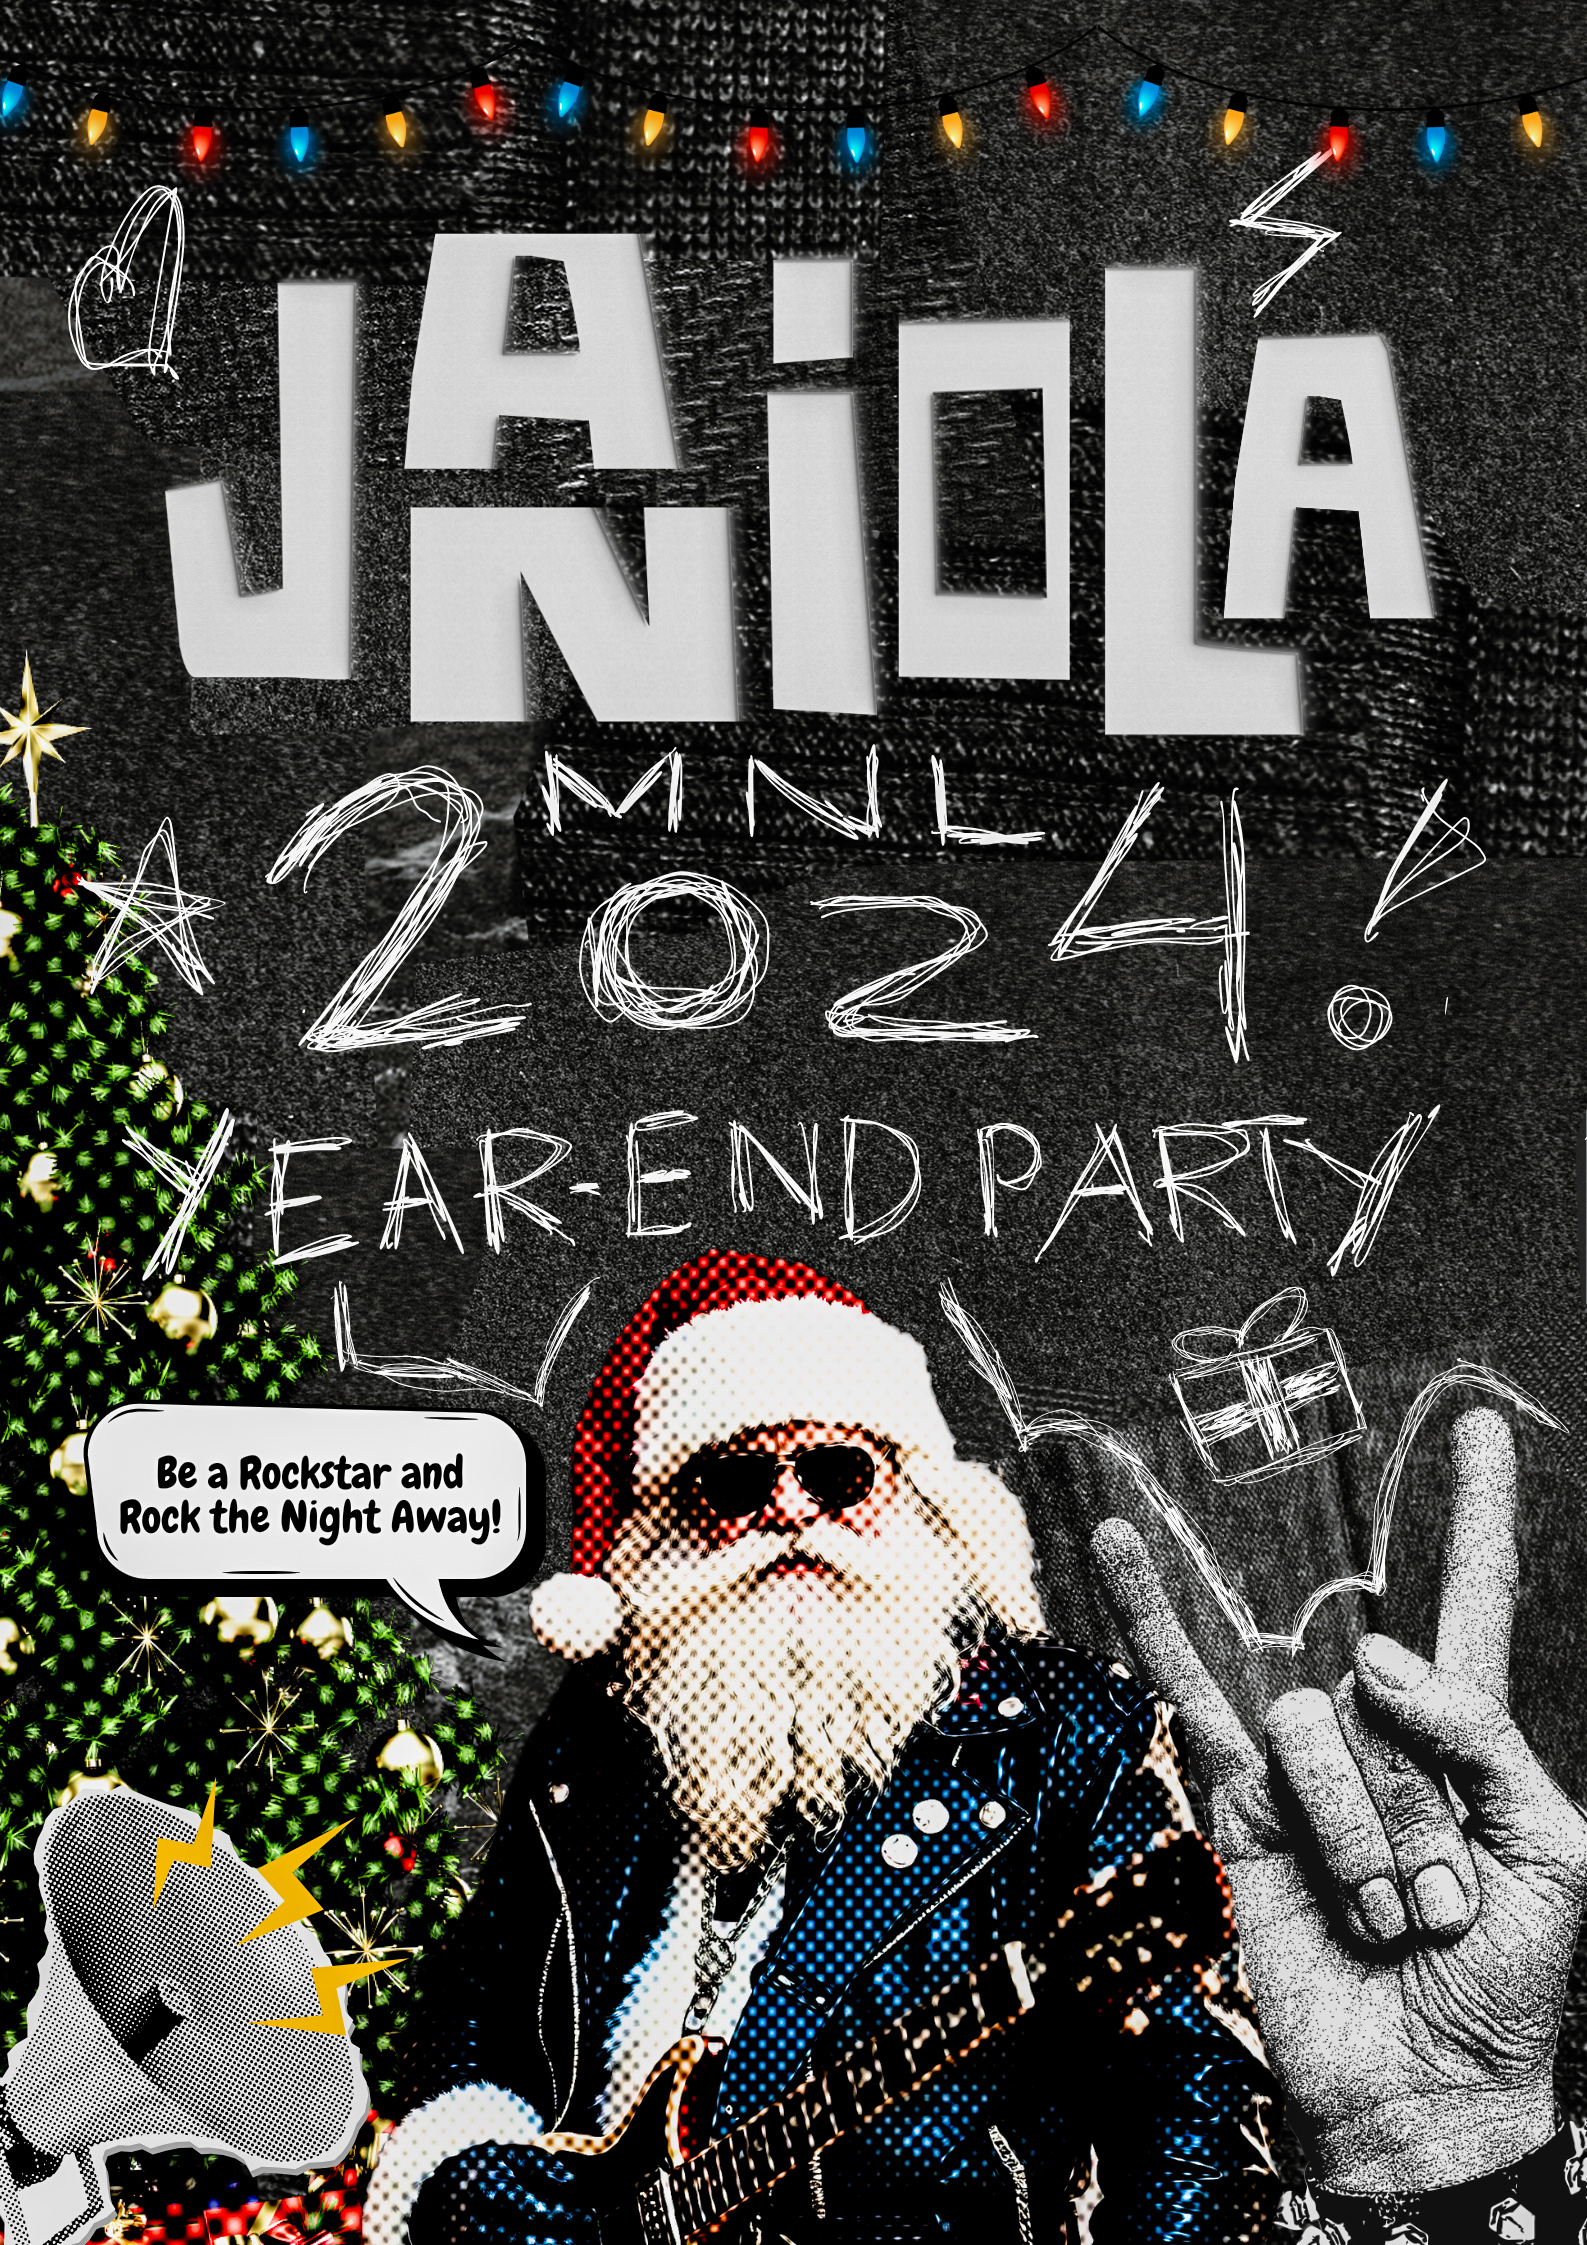 JANiOLA
MNL
2024!
YEAR-END PARTY
Be a Rockstar and
Rock the Night Away!